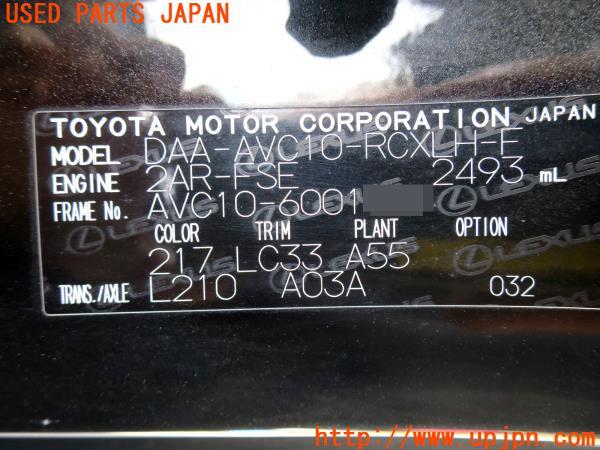 USED PARTS JAPAN
TOYOTA MOTOR CORPORATION JAPAN
MODEL DAA-AVC10-RCXLH-F
ENGINE 2AR-FSE 2493 mL
FRAME No. AVC10-6001
COLOR TRIM PLANT OPTION
217 LC33 A55
TRANS./AXLE L210 A03A 032
http://www.upjpn.com